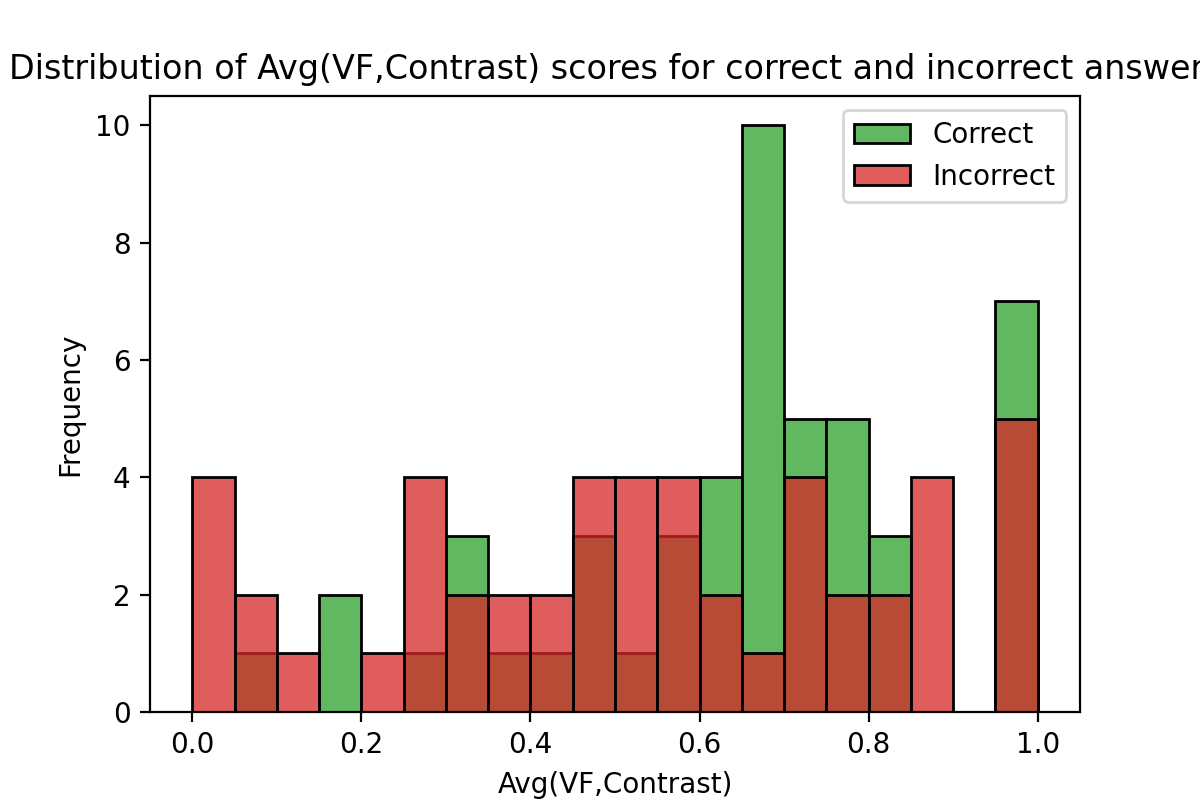 Distribution of Avg(VF,Contrast) scores for correct and incorrect answer
Correct
Incorrect
Frequency
10
8
6
4
2
0
0.0 0.2 0.4 0.6 0.8 1.0
Avg(VF,Contrast)